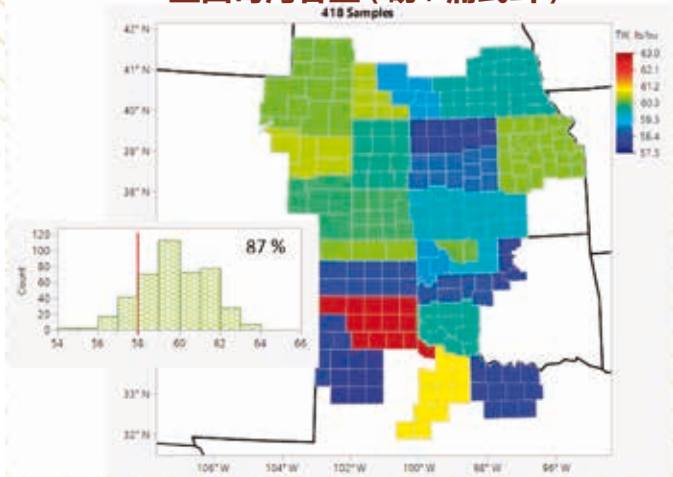 418 Samples
42° N
41° N
40° N
39° N
38° N
33° N
32° N
106° W 104° W 102° W 100° W 98° W 96° W
TW, lb/bu
63.0
62.1
61.2
60.3
59.3
58.4
57.5
87 %
Count
120
100
80
60
40
20
0
54 56 58 60 62 64 66